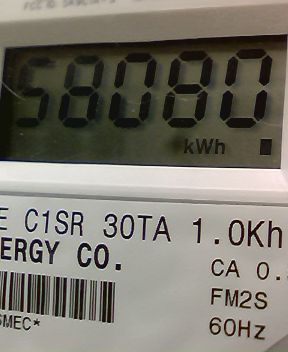 58080
kWh
E C1SR 30TA 1.0Kh
ERGY CO.
CA 0.
FM2S
SMEC*
60Hz